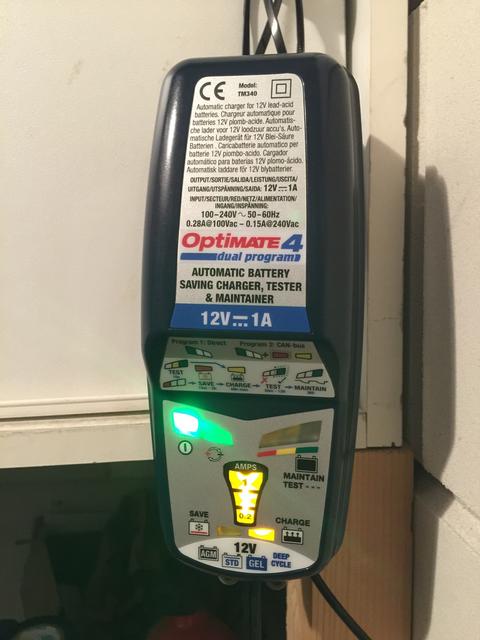 CE Model:
TM340
Automatic charger for 12V lead-acid
batteries. Chargeur automatique pour
batteries 12V plomb-acide. Automatis-
che lader voor 12V loodzuur accu's. Auto-
matische Ladegerät für 12V Blei-Säure
Batterien . Caricabatterie automatico per
batterie 12V piombo-acido. Cargador
automático para baterias 12V plomo-ácido.
Automatisk laddare för 12V blybatterier.
OUTPUT/SORTIE/SALIDA/LEISTUNG/USCITA/
UITGANG/UTSPÄNNING/SAIDA: 12V 1A
INPUT/SECTEUR/RED/NETZ/ALIMENTATION/
INGANG/INSPÄNNING:
100-240V ~ 50-60Hz
0.28A@100Vac - 0.15A@240Vac
OptiMATE 4
dual program
AUTOMATIC BATTERY
SAVING CHARGER, TESTER
& MAINTAINER
12V 1A
Program 1: Direct Program 2: CAN-bus
TEST
SAVE CHARGE TEST MAINTAIN
AMPS
MAINTAIN
TEST ---
0.2
SAVE CHARGE
12V
AGM STD GEL DEEP
CYCLE